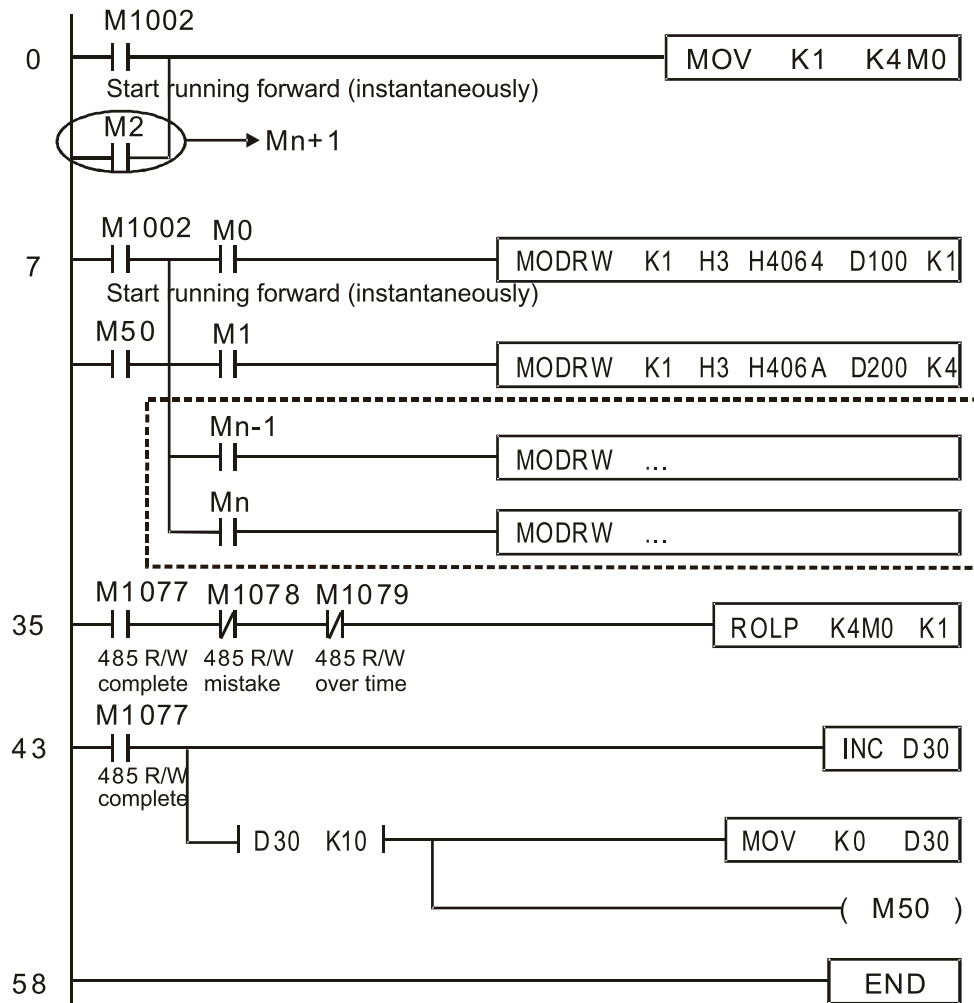 M1002
0
MOV K1 K4M0
Start running forward (instantaneously)
M2
Mn+1
M1002 M0
7
MODRW K1 H3 H4064 D100 K1
Start running forward (instantaneously)
M50 M1
MODRW K1 H3 H406A D200 K4
Mn-1
MODRW ...
Mn
MODRW ...
M1077 M1078 M1079
35
ROLP K4M0 K1
485 R/W 485 R/W 485 R/W
complete mistake over time
M1077
43
INC D30
485 R/W
complete
D30 K10
MOV K0 D30
( M50 )
58
END